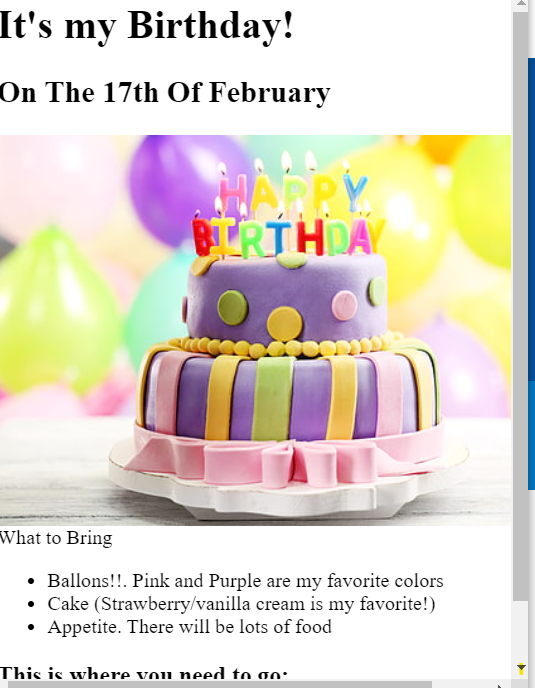 It's my Birthday!
On The 17th Of February
HAPPY
BIRTHDAY
What to Bring
Ballons!!. Pink and Purple are my favorite colors
Cake (Strawberry/vanilla cream is my favorite!)
Appetite. There will be lots of food
This is where you need to go: